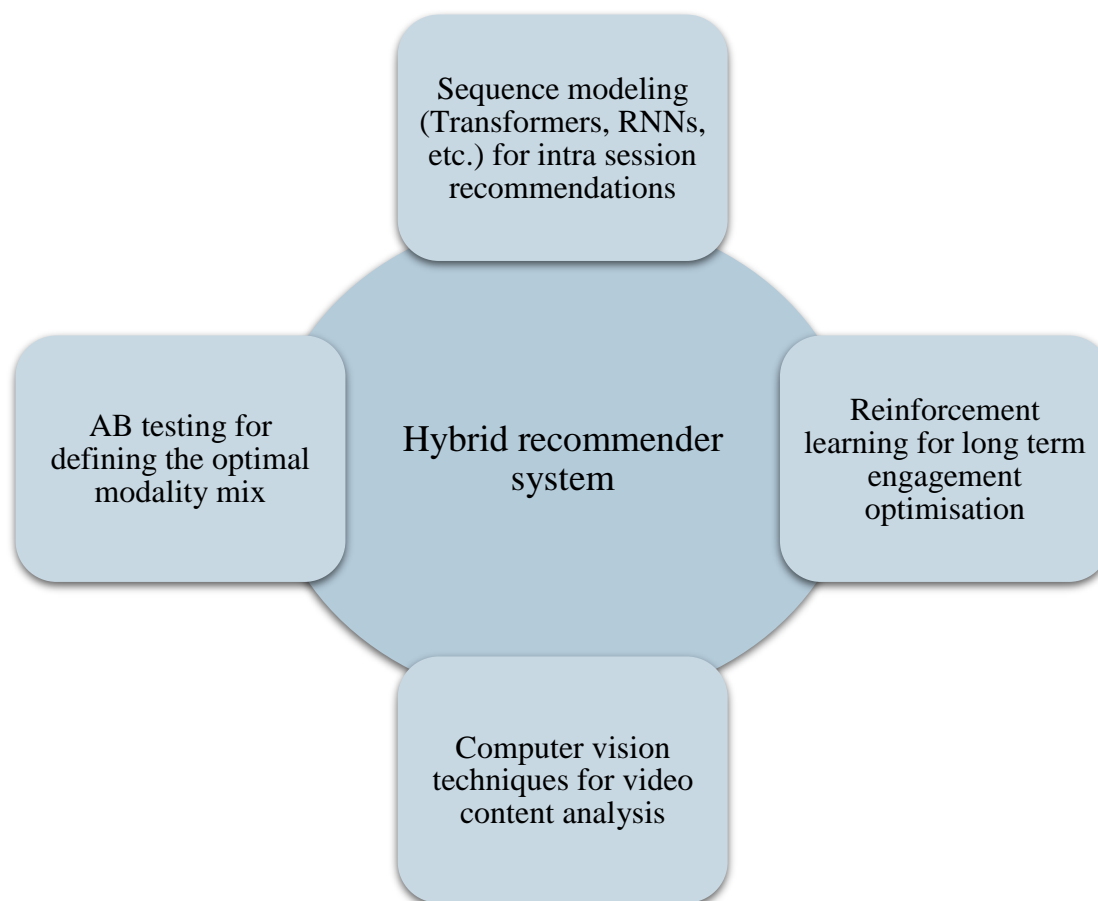 Sequence modeling
(Transformers, RNNs,
etc.) for intra session
recommendations
AB testing for
defining the optimal
modality mix
Hybrid recommender
system
Reinforcement
learning for long term
engagement
optimisation
Computer vision
techniques for video
content analysis